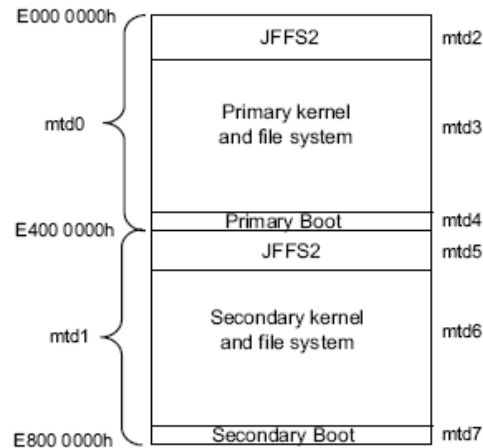 E000 0000h
JFFS2
mtd2
Primary kernel
and file system
mtd0
mtd3
Primary Boot
mtd4
E400 0000h
JFFS2
mtd5
Secondary kernel
and file system
mtd1
mtd6
Secondary Boot
mtd7
E800 0000h